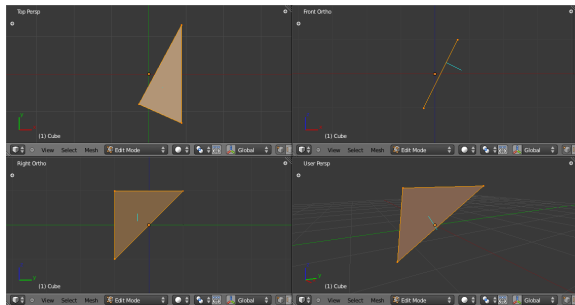 Top Persp
Front Ortho
(1) Cube
(1) Cube
View Select Mesh Edit Mode Global
View Select Mesh Edit Mode Global
Right Ortho
User Persp
(1) Cube
(1) Cube
View Select Mesh Edit Mode Global
View Select Mesh Edit Mode Global